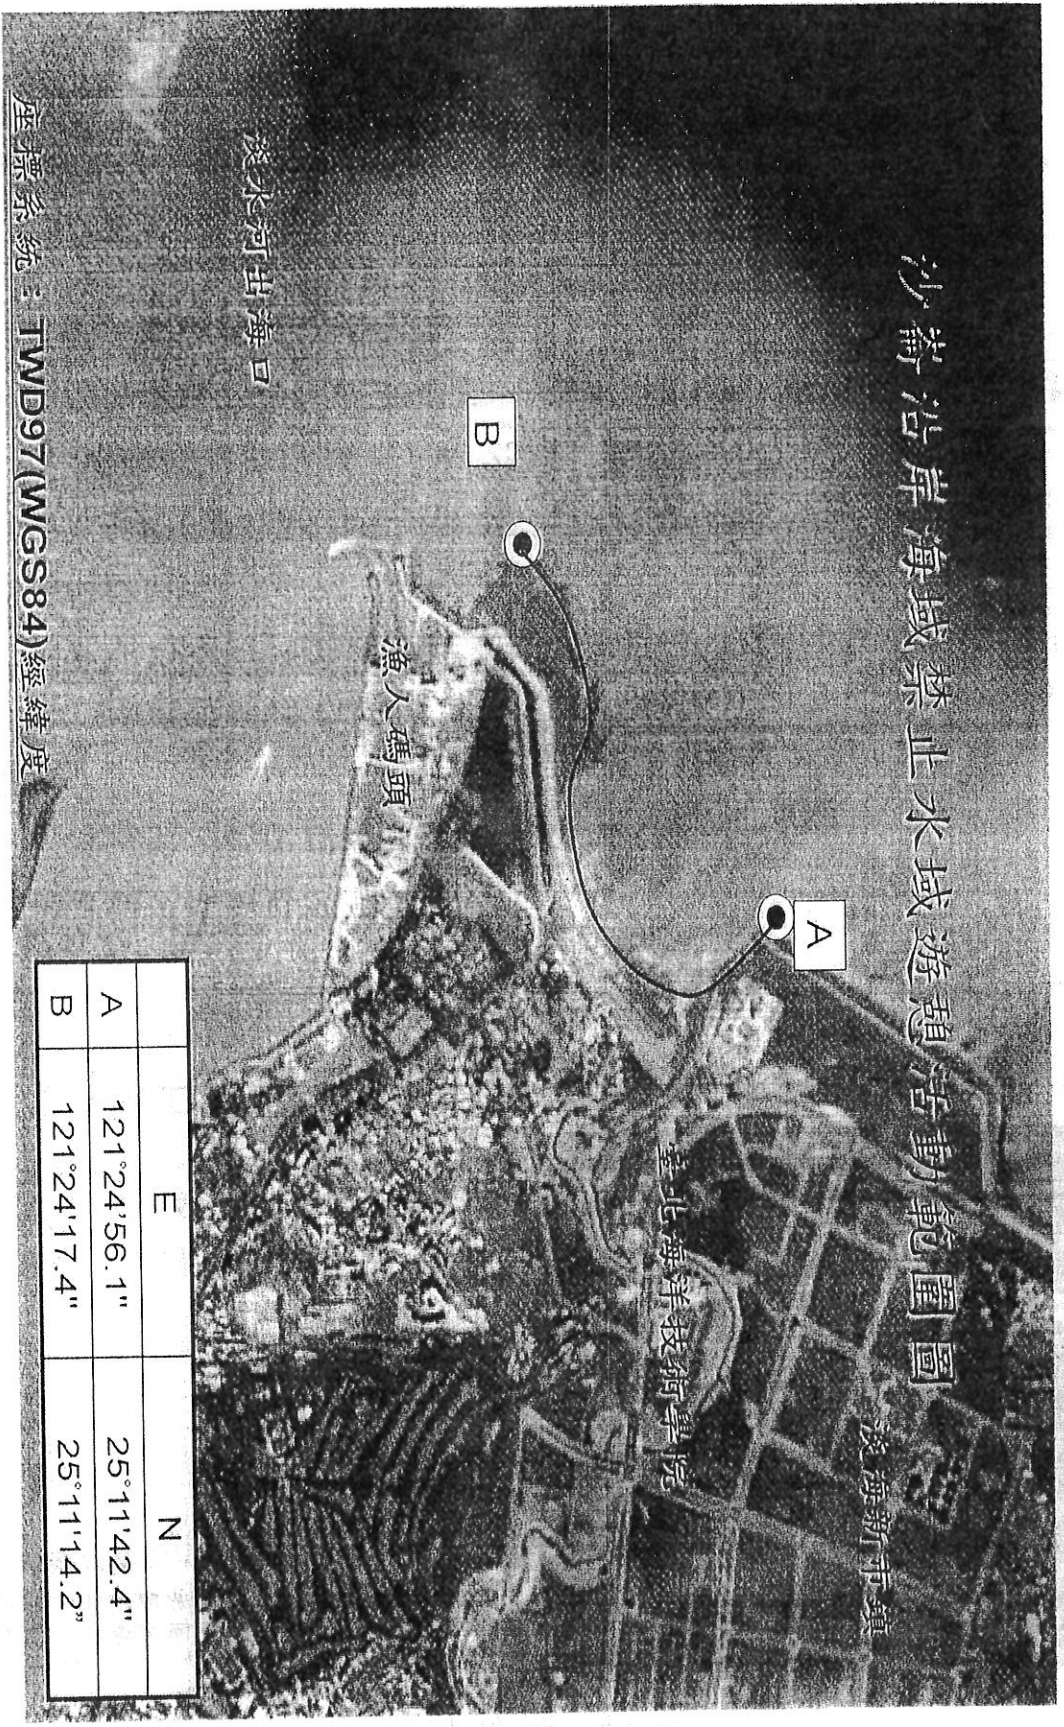 沙崙沿岸海域禁止水域遊憩活動範圍圖
淡海新市鎮
A
臺北海洋技術學院
B
漁人碼頭
淡水河出海口
E N
A 121°24'56.1" 25°11'42.4"
B 121°24'17.4" 25°11'14.2"
座標系統：TWD97(WGS84)經緯度